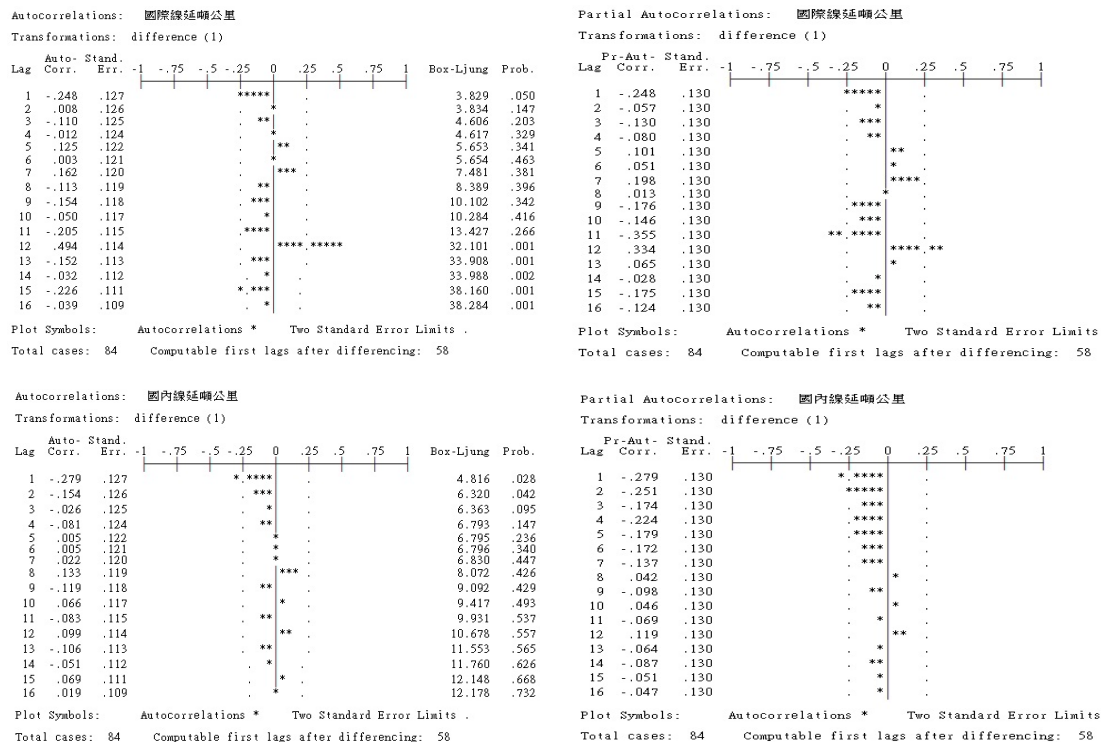 Autocorrelations: 國際線延噸公里
Transformations: difference (1)
Auto- Stand.
Lag Corr. Err. -1 -.75 -.5 -.25 0 .25 .5 .75 1 Box-Ljung Prob.
1 -.248 .127 ***** 3.829 .050
2 .008 .126 . * . 3.834 .147
3 -.110 .125 . ** . 4.606 .203
4 -.012 .124 . * . 4.617 .329
5 .125 .122 . ** . 5.653 .341
6 .003 .121 . * . 5.654 .463
7 .162 .120 . *** . 7.481 .381
8 -.113 .119 . ** . 8.389 .396
9 -.154 .118 . *** . 10.102 .342
10 -.050 .117 . * . 10.284 .416
11 -.205 .115 .**** . 13.427 .266
12 .494 .114 . ****.***** 32.101 .001
13 -.152 .113 . *** . 33.908 .001
14 -.032 .112 . * . 33.988 .002
15 -.226 .111 *.*** . 38.160 .001
16 -.039 .109 . * . 38.284 .001
Plot Symbols: Autocorrelations * Two Standard Error Limits .
Total cases: 84 Computable first lags after differencing: 58
Partial Autocorrelations: 國際線延噸公里
Transformations: difference (1)
Pr-Aut- Stand.
Lag Corr. Err. -1 -.75 -.5 -.25 0 .25 .5 .75 1
1 -.248 .130 ***** .
2 -.057 .130 . * .
3 -.130 .130 . *** .
4 -.080 .130 . ** .
5 .101 .130 . ** .
6 .051 .130 . * .
7 .198 .130 . ****.
8 .013 .130 . * .
9 -.176 .130 .**** .
10 -.146 .130 . *** .
11 -.355 .130 **.**** .
12 .334 .130 . ****.**
13 .065 .130 . * .
14 -.028 .130 . * .
15 -.175 .130 .**** .
16 -.124 .130 . ** .
Plot Symbols: Autocorrelations * Two Standard Error Limits
Total cases: 84 Computable first lags after differencing: 58
Autocorrelations: 國內線延噸公里
Transformations: difference (1)
Auto- Stand.
Lag Corr. Err. -1 -.75 -.5 -.25 0 .25 .5 .75 1 Box-Ljung Prob.
1 -.279 .127 *.**** . 4.816 .028
2 -.154 .126 . *** . 6.320 .042
3 -.026 .125 . * . 6.363 .095
4 -.081 .124 . ** . 6.793 .147
5 .005 .122 . * . 6.795 .236
6 .005 .121 . * . 6.796 .340
7 .022 .120 . * . 6.830 .447
8 .133 .119 . *** . 8.072 .426
9 -.119 .118 . ** . 9.092 .429
10 .066 .117 . * . 9.417 .493
11 -.083 .115 . ** . 9.931 .537
12 .099 .114 . ** . 10.678 .557
13 -.106 .113 . ** . 11.553 .565
14 -.051 .112 . * . 11.760 .626
15 .069 .111 . * . 12.148 .668
16 .019 .109 . * . 12.178 .732
Plot Symbols: Autocorrelations * Two Standard Error Limits .
Total cases: 84 Computable first lags after differencing: 58
Partial Autocorrelations: 國內線延噸公里
Transformations: difference (1)
Pr-Aut- Stand.
Lag Corr. Err. -1 -.75 -.5 -.25 0 .25 .5 .75 1
1 -.279 .130 *.**** .
2 -.251 .130 ***** .
3 -.174 .130 . *** .
4 -.224 .130 .**** .
5 -.179 .130 .**** .
6 -.172 .130 . *** .
7 -.137 .130 . *** .
8 .042 .130 . * .
9 -.098 .130 . ** .
10 .046 .130 . * .
11 -.069 .130 . * .
12 .119 .130 . ** .
13 -.064 .130 . * .
14 -.087 .130 . ** .
15 -.051 .130 . * .
16 -.047 .130 . * .
Plot Symbols: Autocorrelations * Two Standard Error Limits
Total cases: 84 Computable first lags after differencing: 58